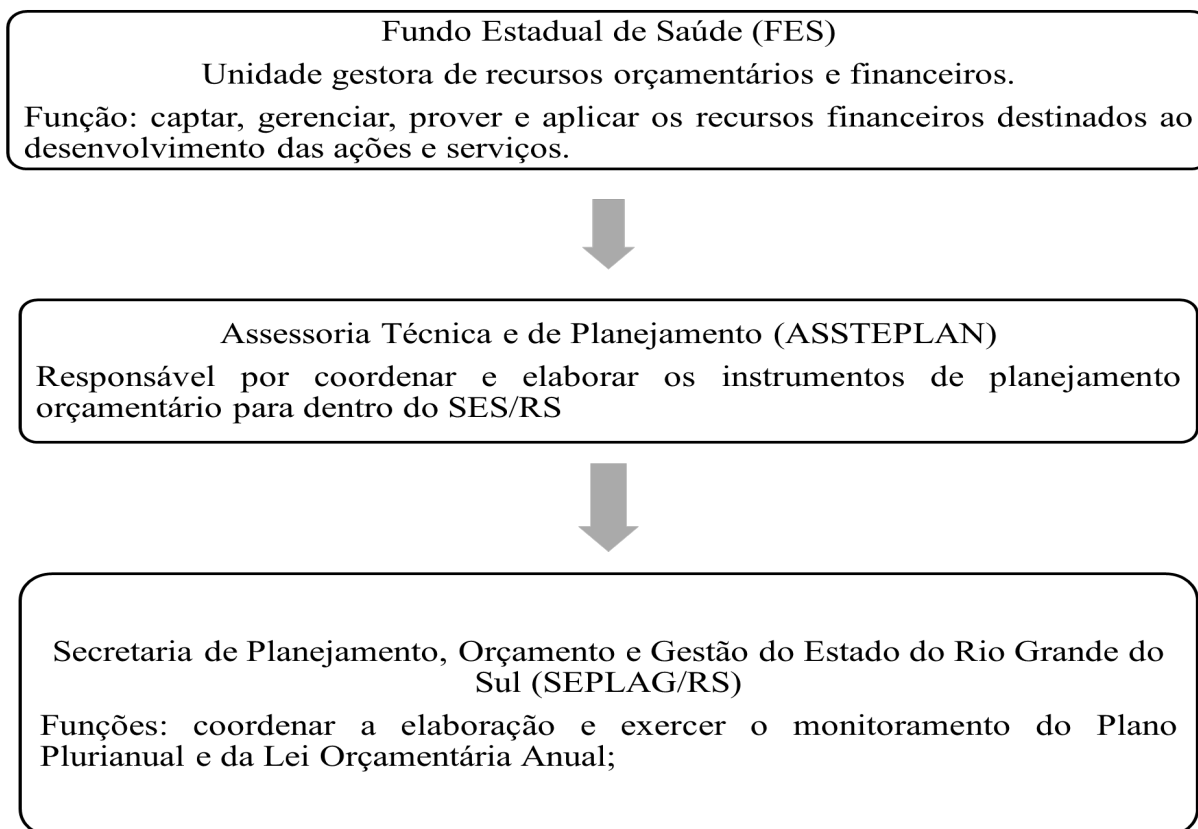 Fundo Estadual de Saúde (FES)
Unidade gestora de recursos orçamentários e financeiros.
Função: captar, gerenciar, prover e aplicar os recursos financeiros destinados ao
desenvolvimento das ações e serviços.
Assessoria Técnica e de Planejamento (ASSTEPLAN)
Responsável por coordenar e elaborar os instrumentos de planejamento
orçamentário para dentro do SES/RS
Secretaria de Planejamento, Orçamento e Gestão do Estado do Rio Grande do
Sul (SEPLAG/RS)
Funções: coordenar a elaboração e exercer o monitoramento do Plano
Plurianual e da Lei Orçamentária Anual;